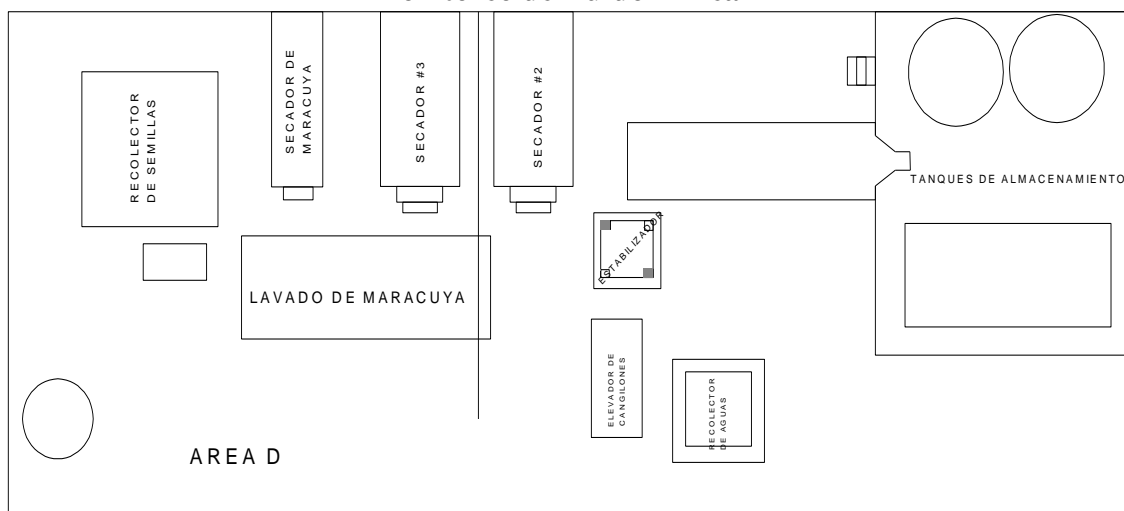 RECOLECTOR
DE SEMILLAS
SECADOR DE
MARACUYA
SECADOR #3
SECADOR #2
TANQUES DE ALMACENAMIENTO
ESTABILIZADOR
LAVADO DE MARACUYA
ELEVADOR DE
CANGILONES
RECOLECTOR
DE AGUAS
AREA D